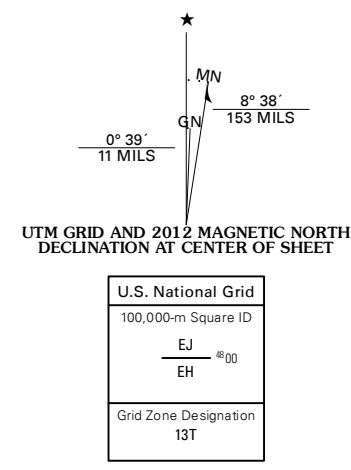 MN
GN
8° 38´
153 MILS
0° 39´
11 MILS
UTM GRID AND 2012 MAGNETIC NORTH
DECLINATION AT CENTER OF SHEET
U.S. National Grid
100,000-m Square ID
EJ
4800
EH
Grid Zone Designation
13T